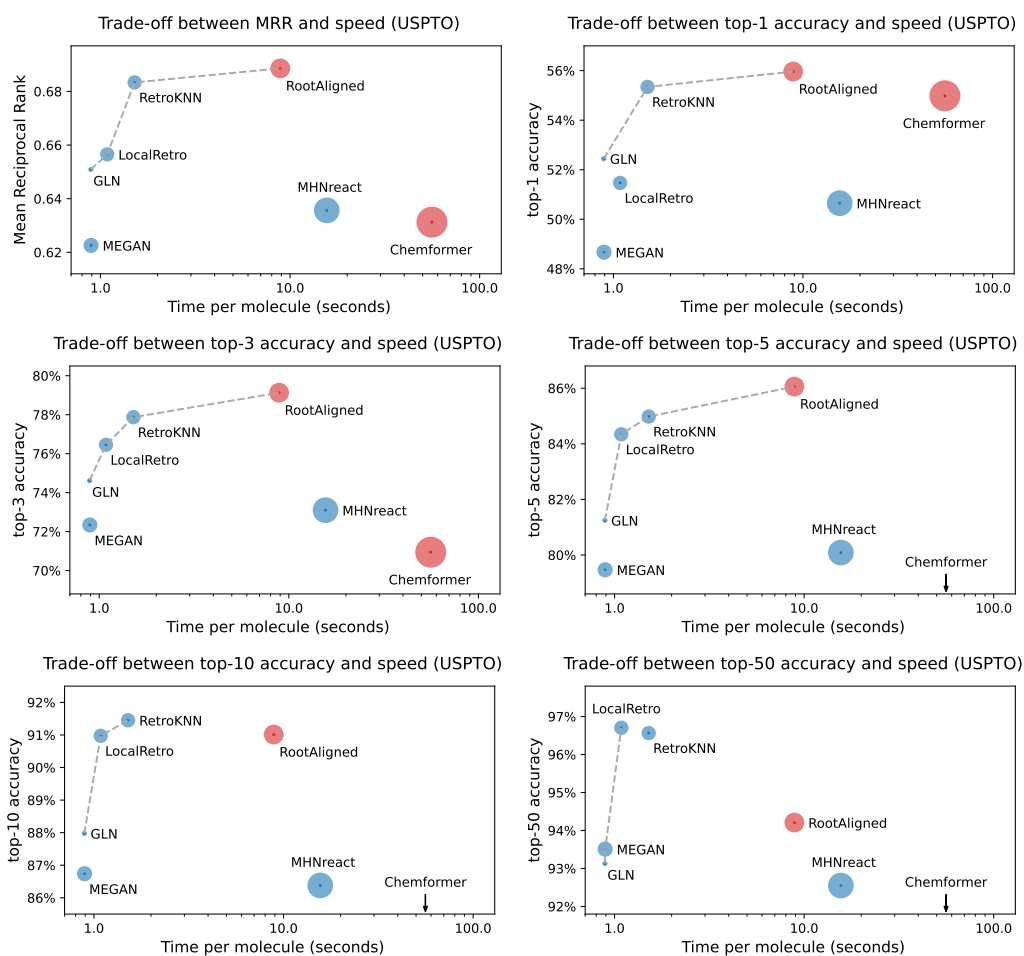 Trade-off between MRR and speed (USPTO)
Mean Reciprocal Rank
0.68
0.66
0.64
0.62
RootAligned
RetroKNN
LocalRetro
GLN
MHNreact
Chemformer
MEGAN
1.0
10.0
100.0
Time per molecule (seconds)
Trade-off between top-1 accuracy and speed (USPTO)
top-1 accuracy
56%
54%
52%
50%
48%
RootAligned
RetroKNN
Chemformer
GLN
LocalRetro
MHNreact
MEGAN
1.0
10.0
100.0
Time per molecule (seconds)
Trade-off between top-3 accuracy and speed (USPTO)
top-3 accuracy
80%
78%
76%
74%
72%
70%
RootAligned
RetroKNN
LocalRetro
GLN
MHNreact
MEGAN
Chemformer
1.0
10.0
100.0
Time per molecule (seconds)
Trade-off between top-5 accuracy and speed (USPTO)
top-5 accuracy
86%
84%
82%
80%
RootAligned
RetroKNN
LocalRetro
GLN
MHNreact
Chemformer
MEGAN
1.0
10.0
100.0
Time per molecule (seconds)
Trade-off between top-10 accuracy and speed (USPTO)
top-10 accuracy
92%
91%
90%
89%
88%
87%
86%
RetroKNN
LocalRetro
RootAligned
GLN
MHNreact
Chemformer
MEGAN
1.0
10.0
100.0
Time per molecule (seconds)
Trade-off between top-50 accuracy and speed (USPTO)
top-50 accuracy
97%
96%
95%
94%
93%
92%
LocalRetro
RetroKNN
RootAligned
MEGAN
MHNreact
GLN
Chemformer
1.0
10.0
100.0
Time per molecule (seconds)